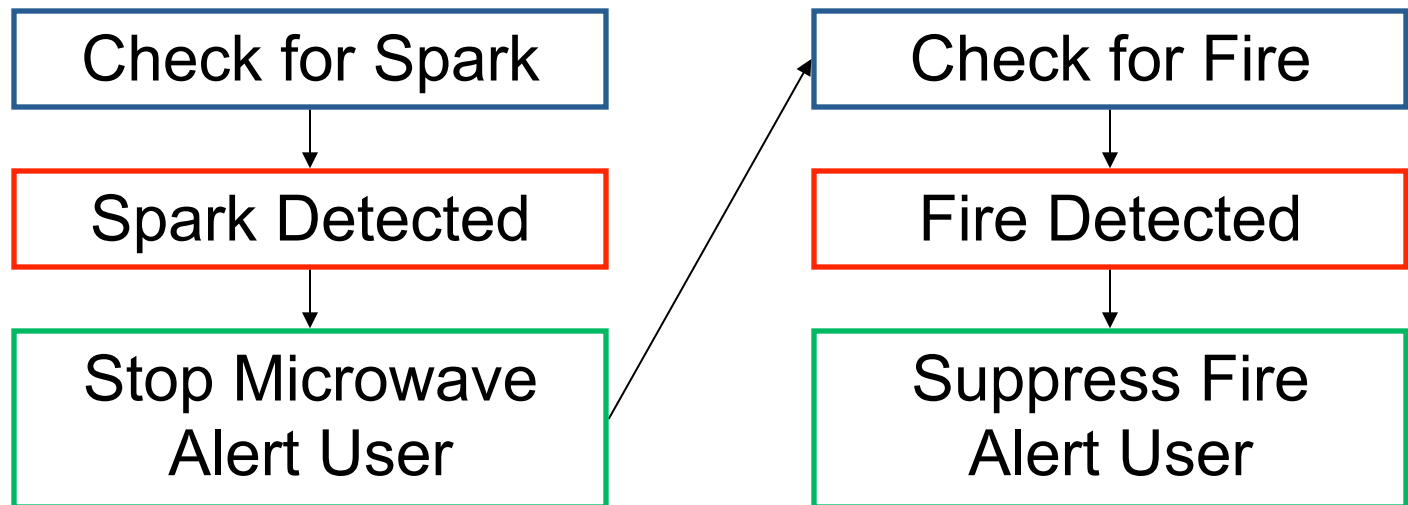 Check for Spark
Spark Detected
Stop Microwave
Alert User
Check for Fire
Fire Detected
Suppress Fire
Alert User